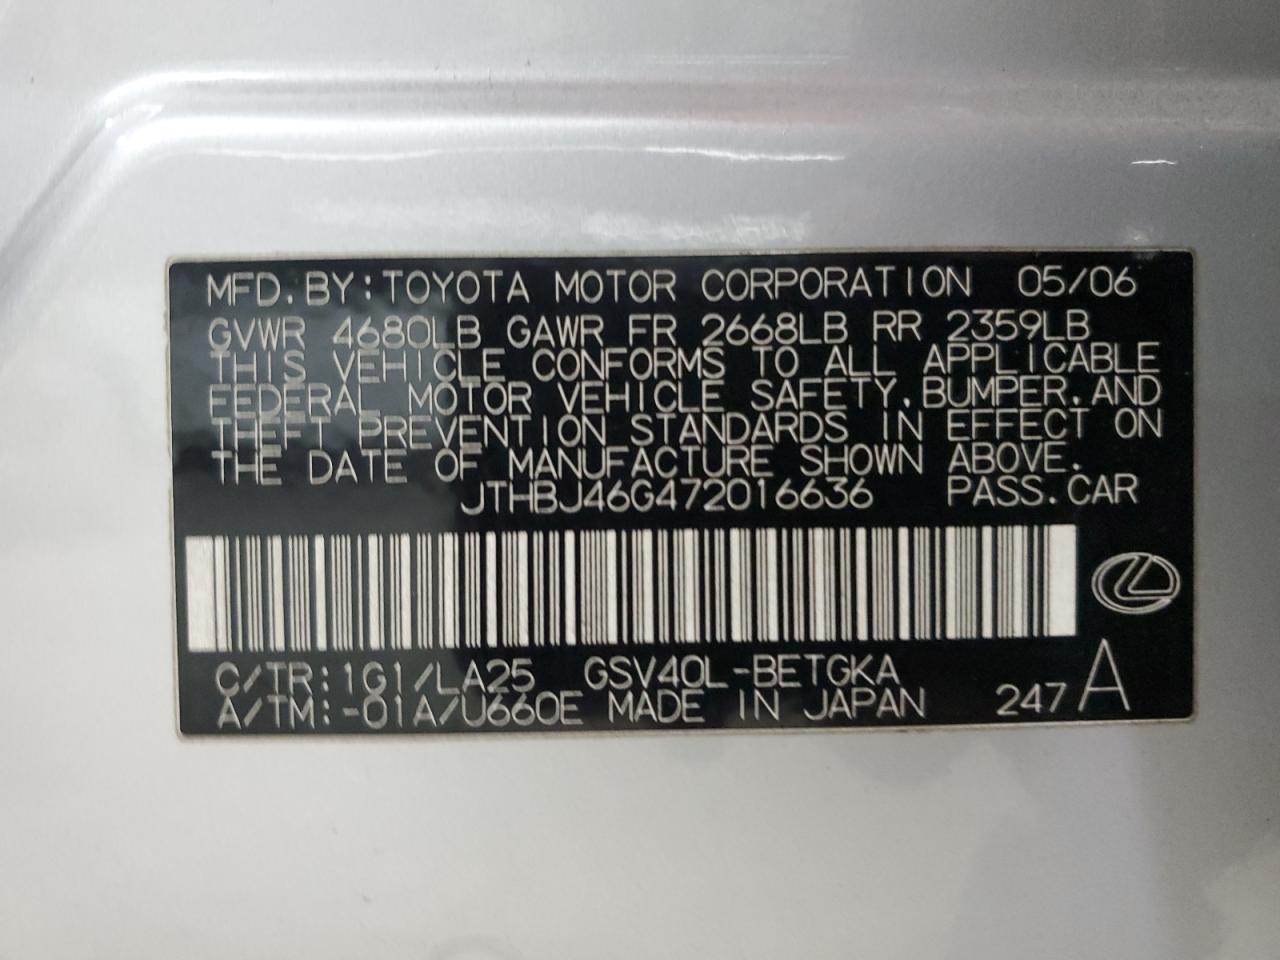 MFD. BY: TOYOTA MOTOR CORPORATION 05/06
GVWR 4680LB GAWR FR 2668LB RR 2359LB
THIS VEHICLE CONFORMS TO ALL APPLICABLE
FEDERAL MOTOR VEHICLE SAFETY, BUMPER, AND
THEFT PREVENTION STANDARDS IN EFFECT ON
THE DATE OF MANUFACTURE SHOWN ABOVE.
JTHBJ46G472016636 PASS. CAR
C/TR: 1G1/LA25 GSV40L-BETGKA
A/TM: -01A/U660E MADE IN JAPAN 247 A